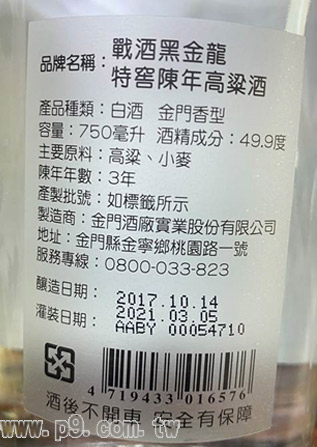 品牌名稱：戰酒黑金龍
特窖陳年高粱酒
產品種類：白酒 金門香型
容量：750毫升 酒精成分：49.9度
主要原料：高粱、小麥
陳年年數：3年
產製批號：如標籤所示
製造商：金門酒廠實業股份有限公司
地址：金門縣金寧鄉桃園路一號
服務專線：0800-033-823
釀造日期：2017.10.14
灌裝日期：2021.03.05
AABY 00054710
4 719433 016576
酒後不開車 安全有保障
www.p9.com.tw